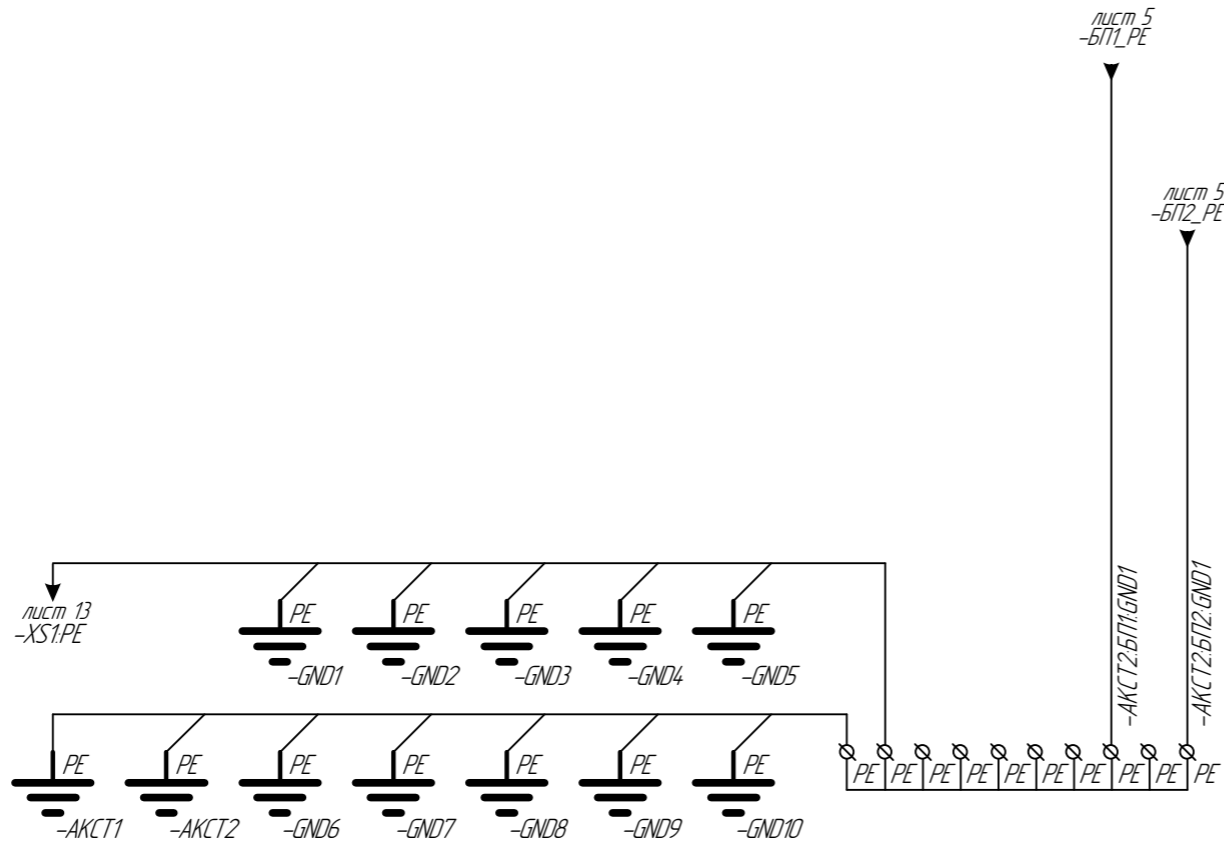 лист 5
-БП1_PE
лист 5
-БП2_PE
лист 13
-XS1:PE
PE PE PE PE PE
-GND1 -GND2 -GND3 -GND4 -GND5
-АКСТ2:БП1:GND1
-АКСТ2:БП2:GND1
PE PE PE PE PE PE PE
-АКСТ1 -АКСТ2 -GND6 -GND7 -GND8 -GND9 -GND10
PE PE PE PE PE PE PE PE PE PE